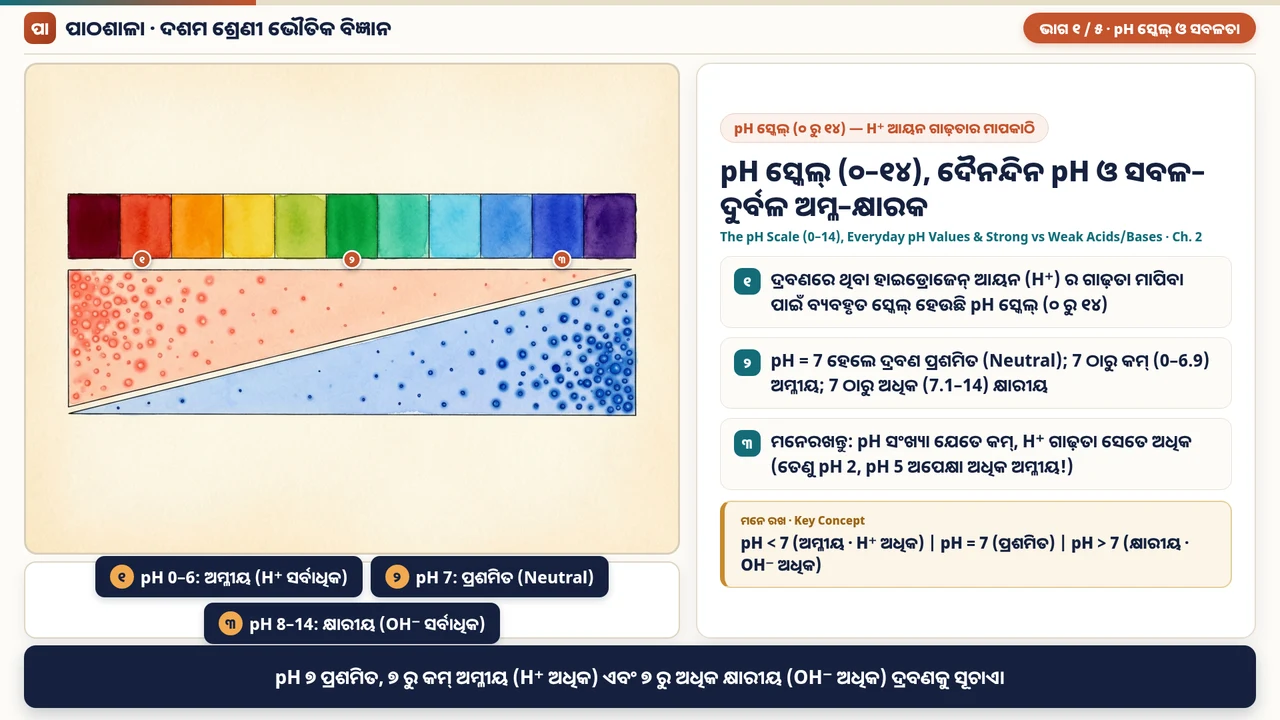 ପା ପାଠଶାଳା · ଦଶମ ଶ୍ରେଣୀ ଭୌତିକ ବିଜ୍ଞାନ
ଭାଗ ୧ / ୫ · pH ସ୍କେଲ୍ ଓ ସବଳତା
୧ ୨ ୩
pH ସ୍କେଲ୍ (୦ ରୁ ୧୪) — H⁺ ଆୟନ ଗାଢ଼ତାର ମାପକାଠି
pH ସ୍କେଲ୍ (୦–୧୪), ଦୈନନ୍ଦିନ pH ଓ ସବଳ–
ଦୁର୍ବଳ ଅମ୍ଳ–କ୍ଷାରକ
The pH Scale (0–14), Everyday pH Values & Strong vs Weak Acids/Bases · Ch. 2
୧ ଦ୍ରବଣରେ ଥିବା ହାଇଡ୍ରୋଜେନ୍ ଆୟନ (H⁺) ର ଗାଢ଼ତା ମାପିବା
ପାଇଁ ବ୍ୟବହୃତ ସ୍କେଲ୍ ହେଉଛି pH ସ୍କେଲ୍ (୦ ରୁ ୧୪)
୨ pH = 7 ହେଲେ ଦ୍ରବଣ ପ୍ରଶମିତ (Neutral); 7 ଠାରୁ କମ୍ (0–6.9)
ଅମ୍ଳୀୟ; 7 ଠାରୁ ଅଧିକ (7.1–14) କ୍ଷାରୀୟ
୩ ମନେରଖନ୍ତୁ: pH ସଂଖ୍ୟା ଯେତେ କମ୍, H⁺ ଗାଢ଼ତା ସେତେ ଅଧିକ
(ତେଣୁ pH 2, pH 5 ଅପେକ୍ଷା ଅଧିକ ଅମ୍ଳୀୟ!)
ମନେ ରଖ · Key Concept
pH < 7 (ଅମ୍ଳୀୟ · H⁺ ଅଧିକ) | pH = 7 (ପ୍ରଶମିତ) | pH > 7 (କ୍ଷାରୀୟ ·
OH⁻ ଅଧିକ)
୧ pH 0–6: ଅମ୍ଳୀୟ (H⁺ ସର୍ବାଧିକ)
୨ pH 7: ପ୍ରଶମିତ (Neutral)
୩ pH 8–14: କ୍ଷାରୀୟ (OH⁻ ସର୍ବାଧିକ)
pH ୭ ପ୍ରଶମିତ, ୭ ରୁ କମ୍ ଅମ୍ଳୀୟ (H⁺ ଅଧିକ) ଏବଂ ୭ ରୁ ଅଧିକ କ୍ଷାରୀୟ (OH⁻ ଅଧିକ) ଦ୍ରବଣକୁ ସୂଚାଏ।